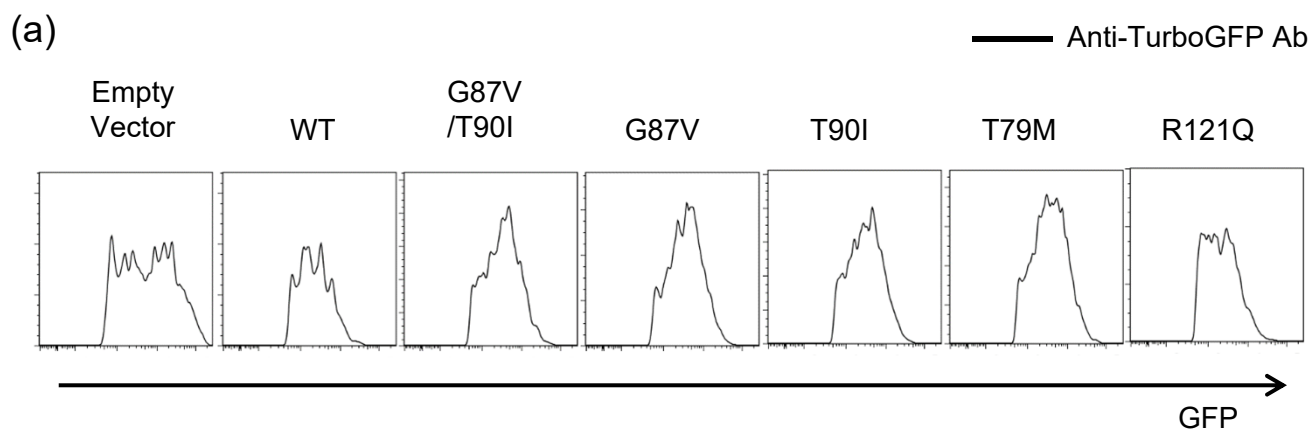 (a)
Anti-TurboGFP Ab
Empty
Vector
WT
G87V
/T90I
G87V
T90I
T79M
R121Q
GFP